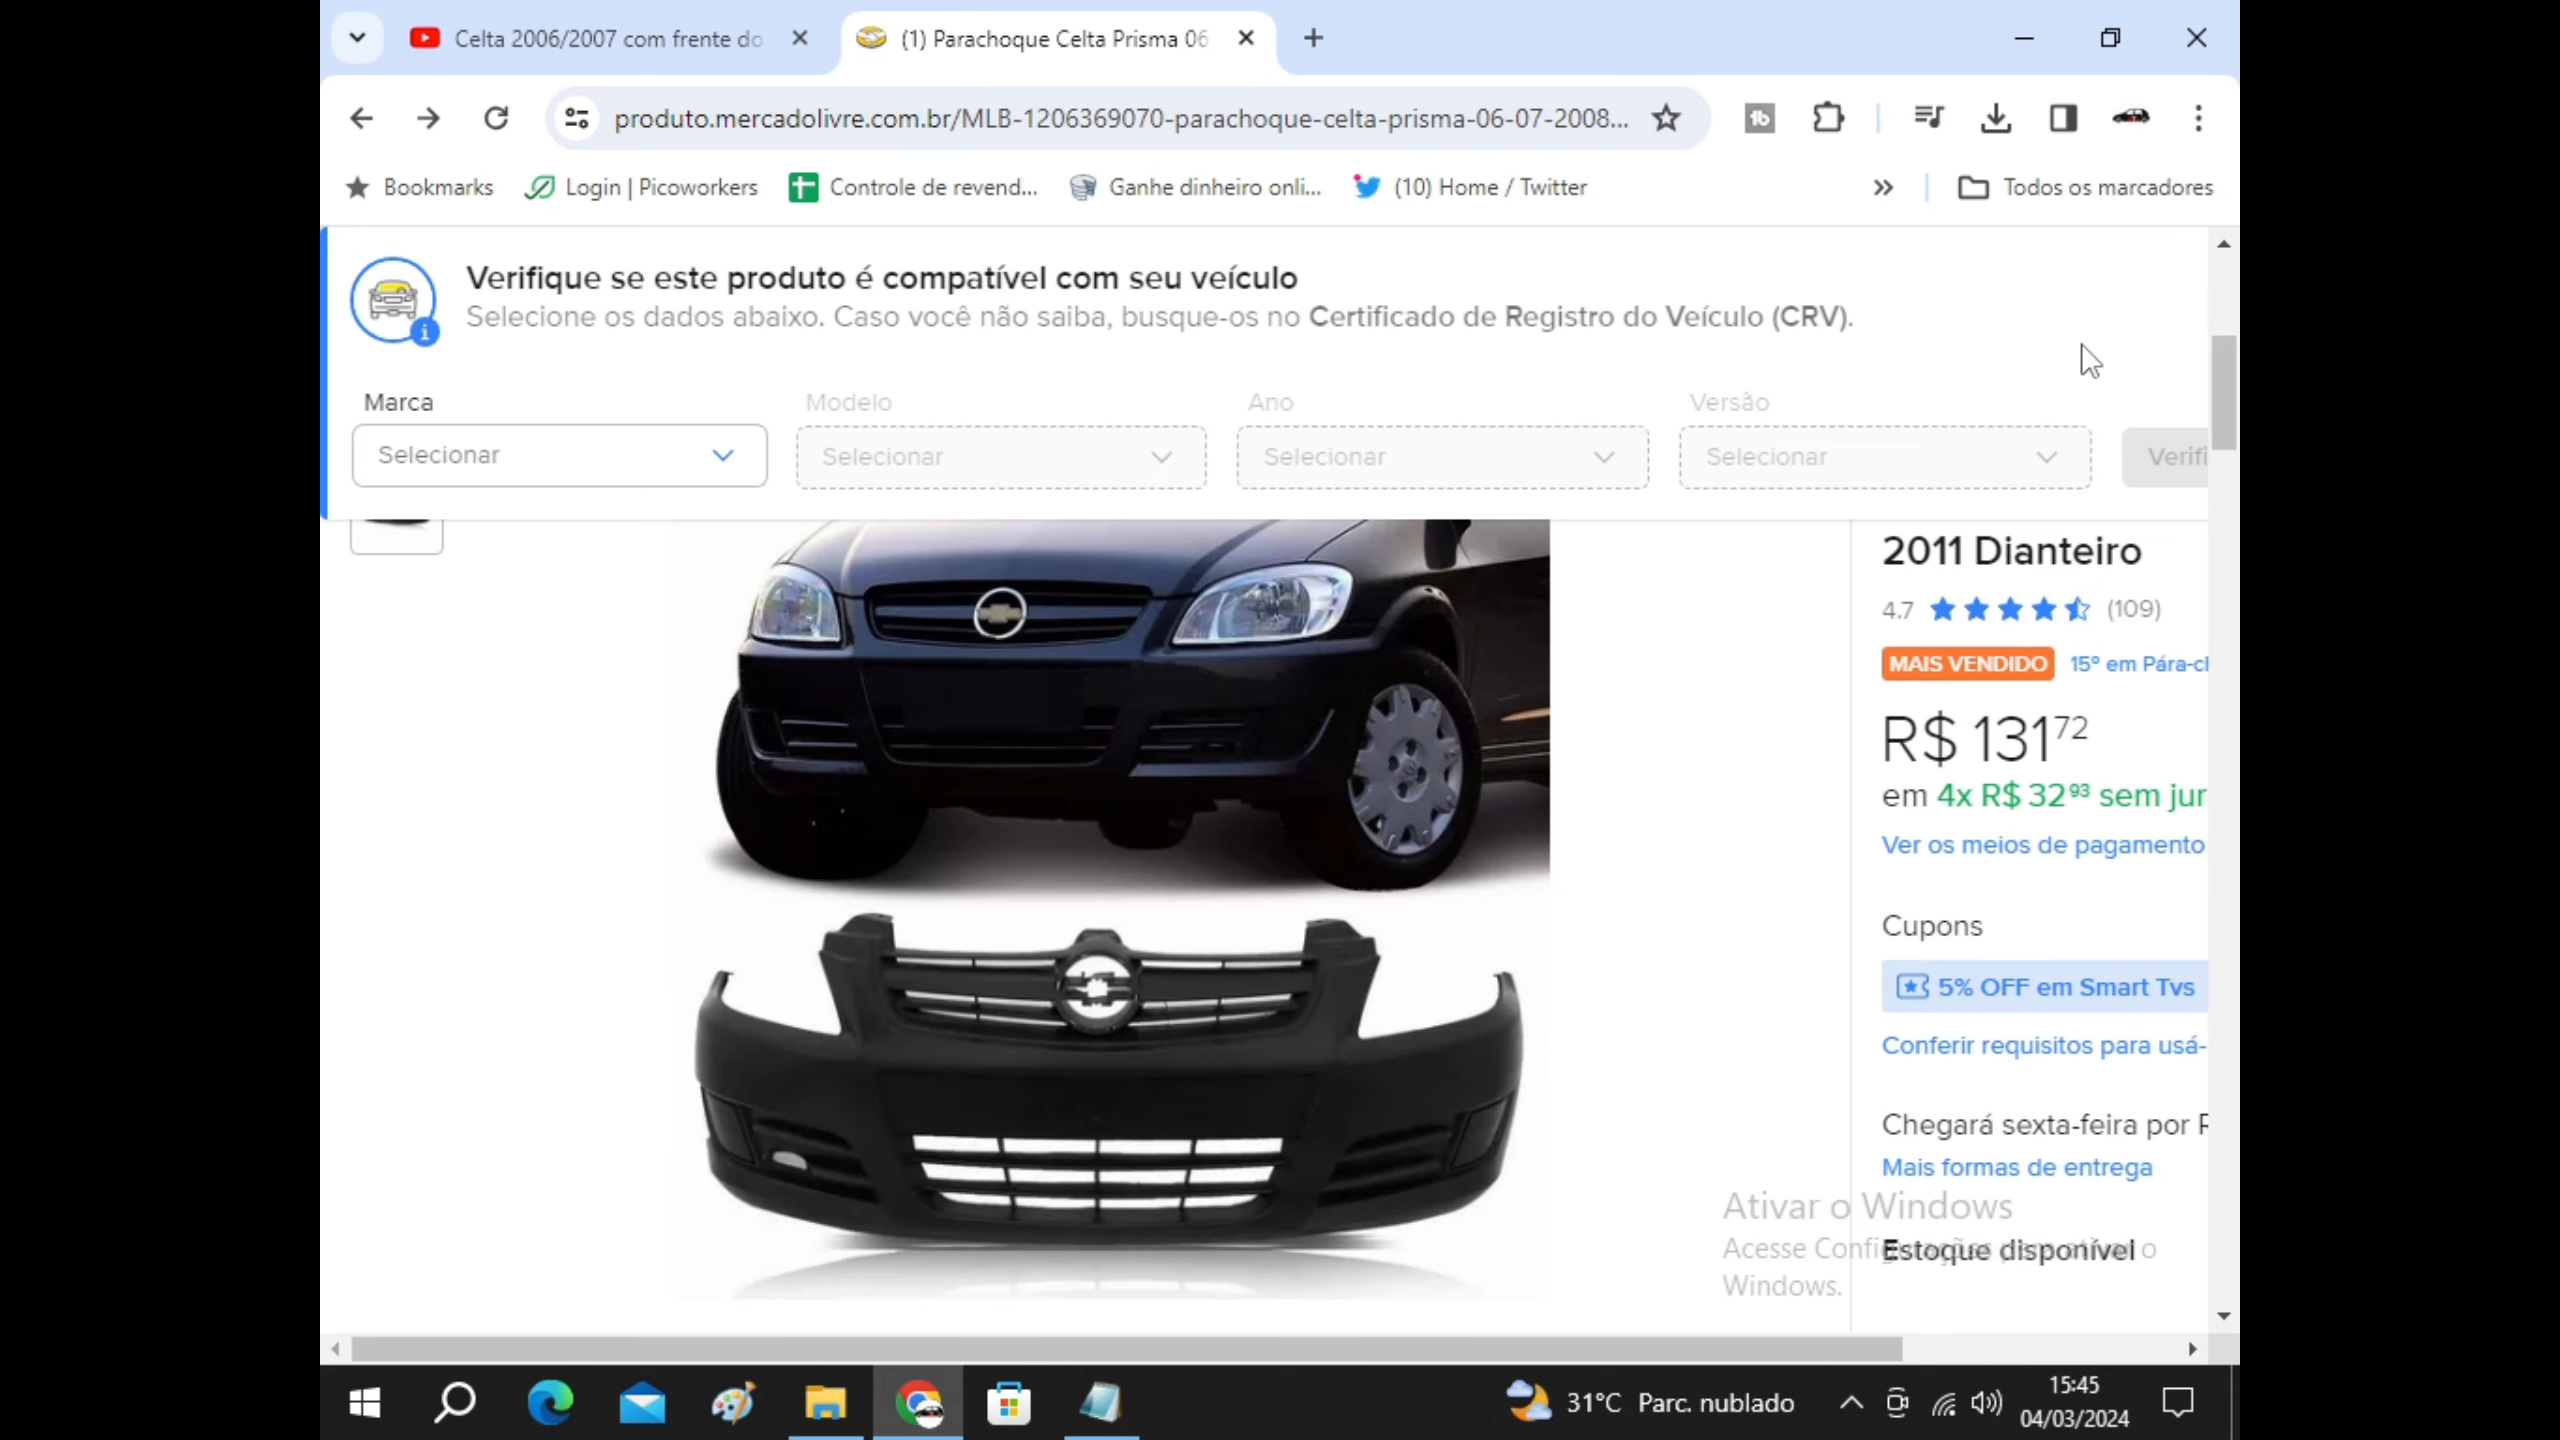 Celta 2006/2007 com frente do
(1) Parachoque Celta Prisma 06
produto.mercadolivre.com.br/MLB-1206369070-parachoque-celta-prisma-06-07-2008...
Bookmarks
Login | Picoworkers
Controle de revend...
Ganhe dinheiro onli...
(10) Home / Twitter
»
Todos os marcadores
Verifique se este produto é compatível com seu veículo
Selecione os dados abaixo. Caso você não saiba, busque-os no Certificado de Registro do Veículo (CRV).
Marca
Modelo
Ano
Versão
Selecionar
Selecionar
Selecionar
Selecionar
Verifi
2011 Dianteiro
4.7
(109)
MAIS VENDIDO
15º em Pára-cl
R$ 131 72
em 4x R$ 32 93 sem jur
Ver os meios de pagamento
Cupons
5% OFF em Smart Tvs
Conferir requisitos para usá-
Chegará sexta-feira por R
Mais formas de entrega
Ativar o Windows
Acesse Confi
Estoque disponível
Windows.
31°C Parc. nublado
15:45
04/03/2024